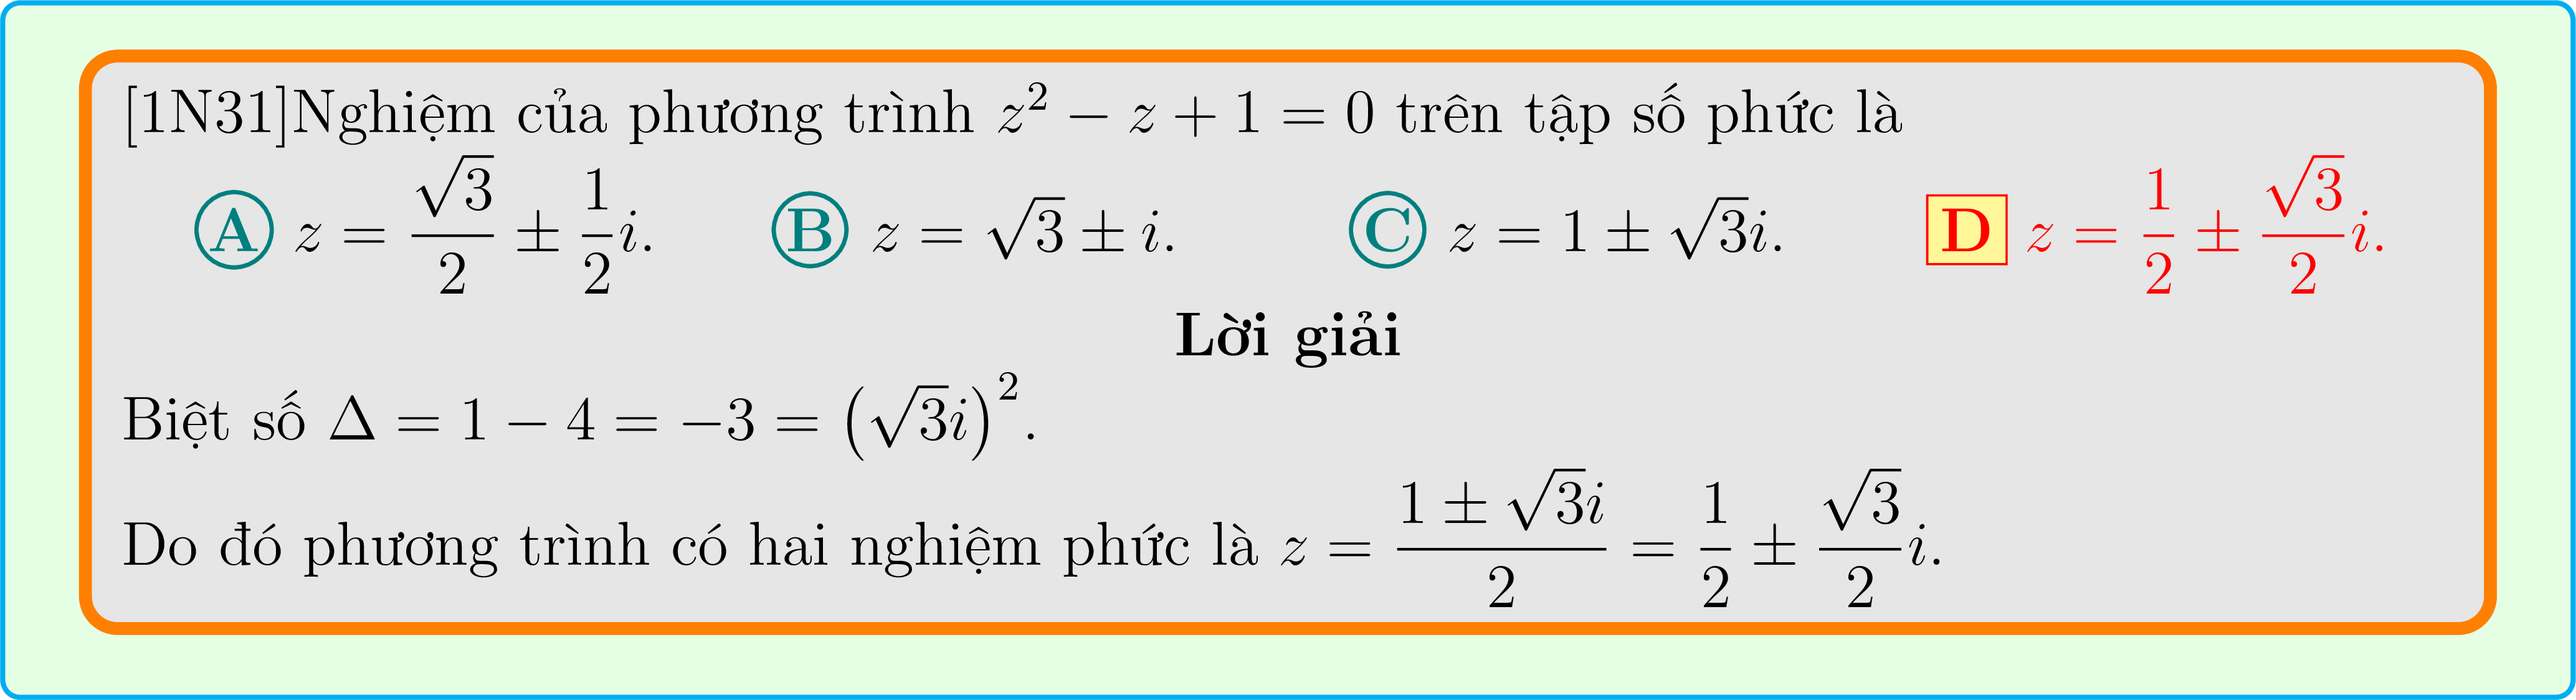 [1N31]Nghiệm của phương trình $z^2 - z + 1 = 0$ trên tập số phức là
A $z = \frac{\sqrt{3}}{2} \pm \frac{1}{2}i.$ B $z = \sqrt{3} \pm i.$ C $z = 1 \pm \sqrt{3}i.$ D $z = \frac{1}{2} \pm \frac{\sqrt{3}}{2}i.$
Lời giải
Biệt số $\Delta = 1 - 4 = -3 = \left(\sqrt{3}i\right)^2.$
Do đó phương trình có hai nghiệm phức là $z = \frac{1 \pm \sqrt{3}i}{2} = \frac{1}{2} \pm \frac{\sqrt{3}}{2}i.$